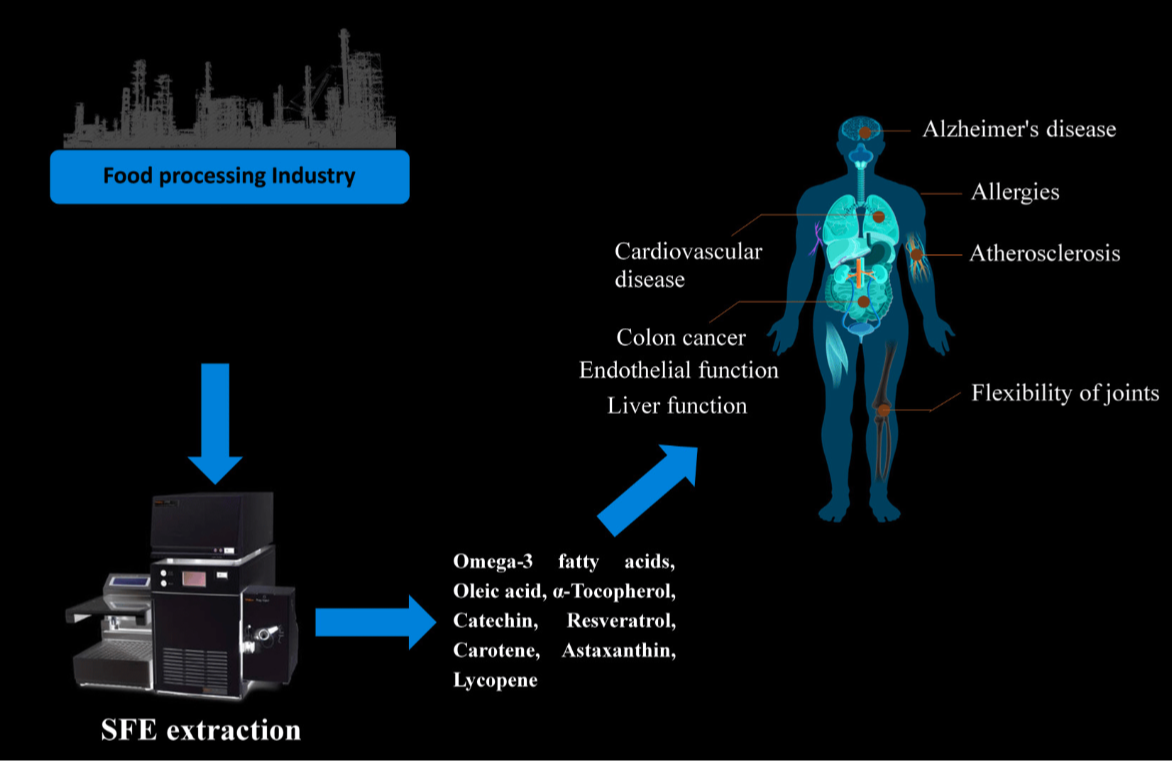 Food processing Industry
Alzheimer's disease
Allergies
Cardiovascular
disease
Atherosclerosis
Colon cancer
Endothelial function
Liver function
Flexibility of joints
Omega-3 fatty acids,
Oleic acid, α-Tocopherol,
Catechin, Resveratrol,
Carotene, Astaxanthin,
Lycopene
SFE extraction